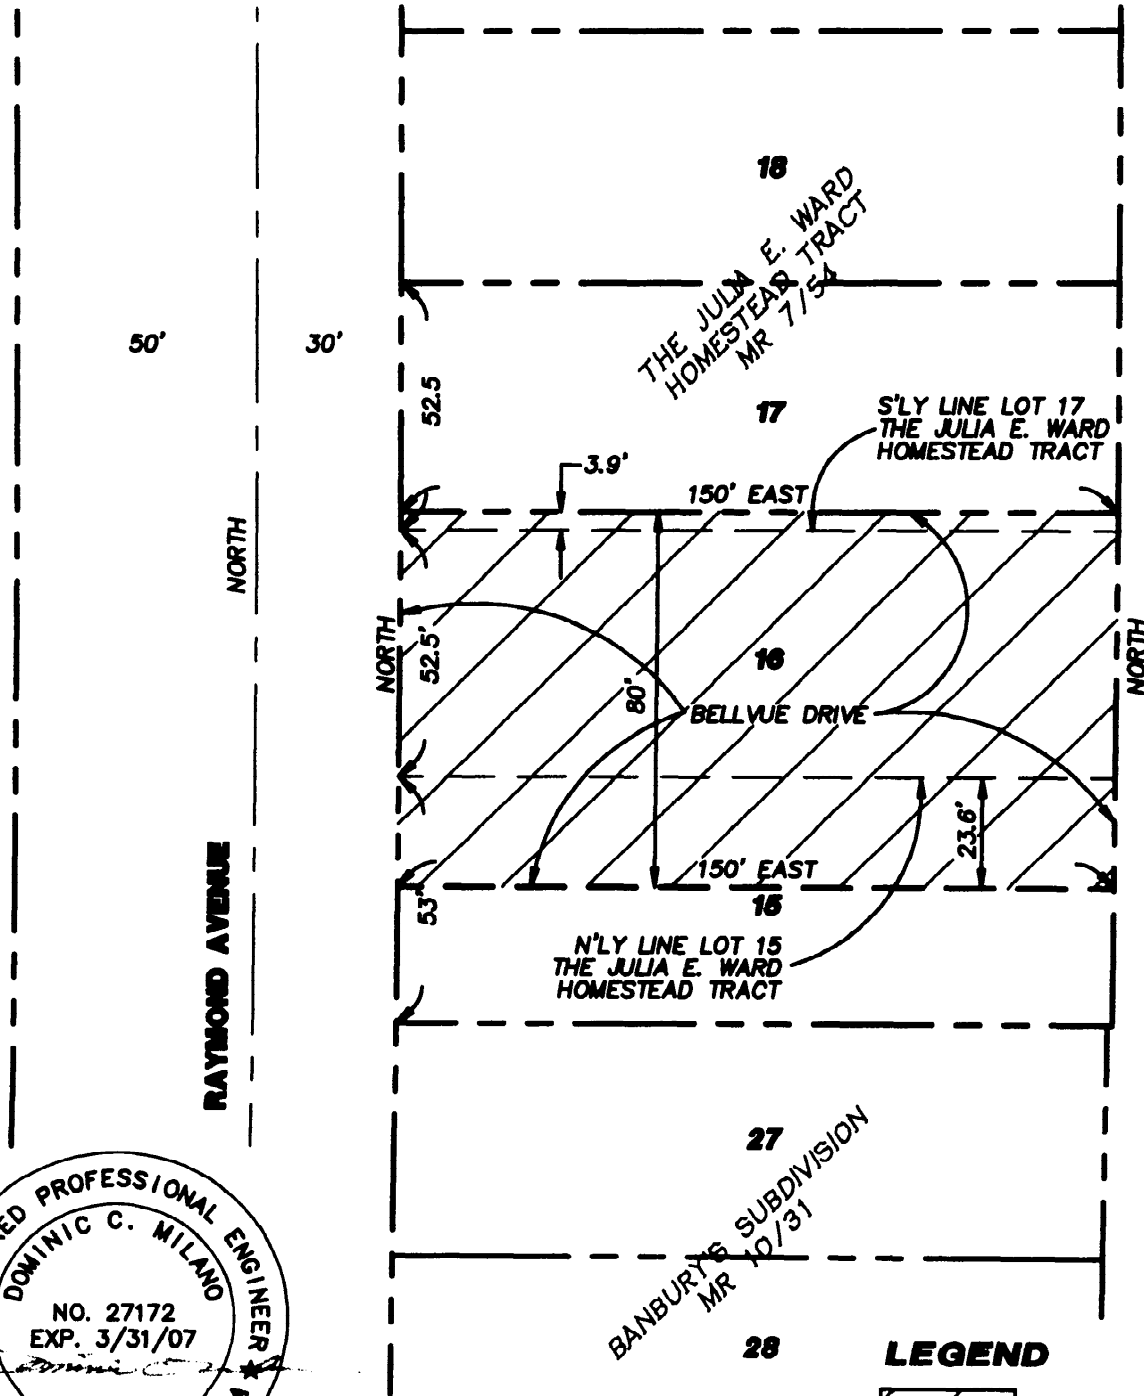 18
THE JULIA E. WARD
HOMESTEAD TRACT
MR 7/54
50'
30'
52.5
17
S'LY LINE LOT 17
THE JULIA E. WARD
HOMESTEAD TRACT
3.9'
150' EAST
NORTH
NORTH
52.5'
16
80'
NORTH
BELLVUE DRIVE
23.6'
150' EAST
53'
15
N'LY LINE LOT 15
THE JULIA E. WARD
HOMESTEAD TRACT
RAYMOND AVENUE
27
BANBURY'S SUBDIVISION
MR 10/31
28
PROFESSIONAL ENGINEER
DOMINIC C. MILANO
NO. 27172
EXP. 3/31/07
LEGEND